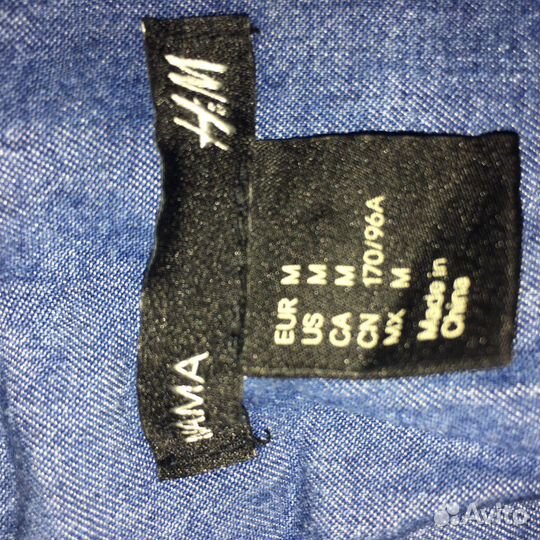 H&M
MAMA
EUR M
US M
CA M
CN 170/96A
MX M
Made in
China
Avito